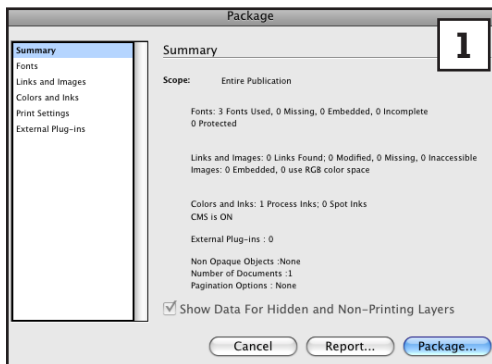 Package
1
Summary
Fonts
Links and Images
Colors and Inks
Print Settings
External Plug-ins
Summary
Scope: Entire Publication
Fonts: 3 Fonts Used, 0 Missing, 0 Embedded, 0 Incomplete
0 Protected
Links and Images: 0 Links Found; 0 Modified, 0 Missing, 0 Inaccessible
Images: 0 Embedded, 0 use RGB color space
Colors and Inks: 1 Process Inks; 0 Spot Inks
CMS is ON
External Plug-ins : 0
Non Opaque Objects :None
Number of Documents :1
Pagination Options : None
Show Data For Hidden and Non-Printing Layers
Cancel Report... Package...